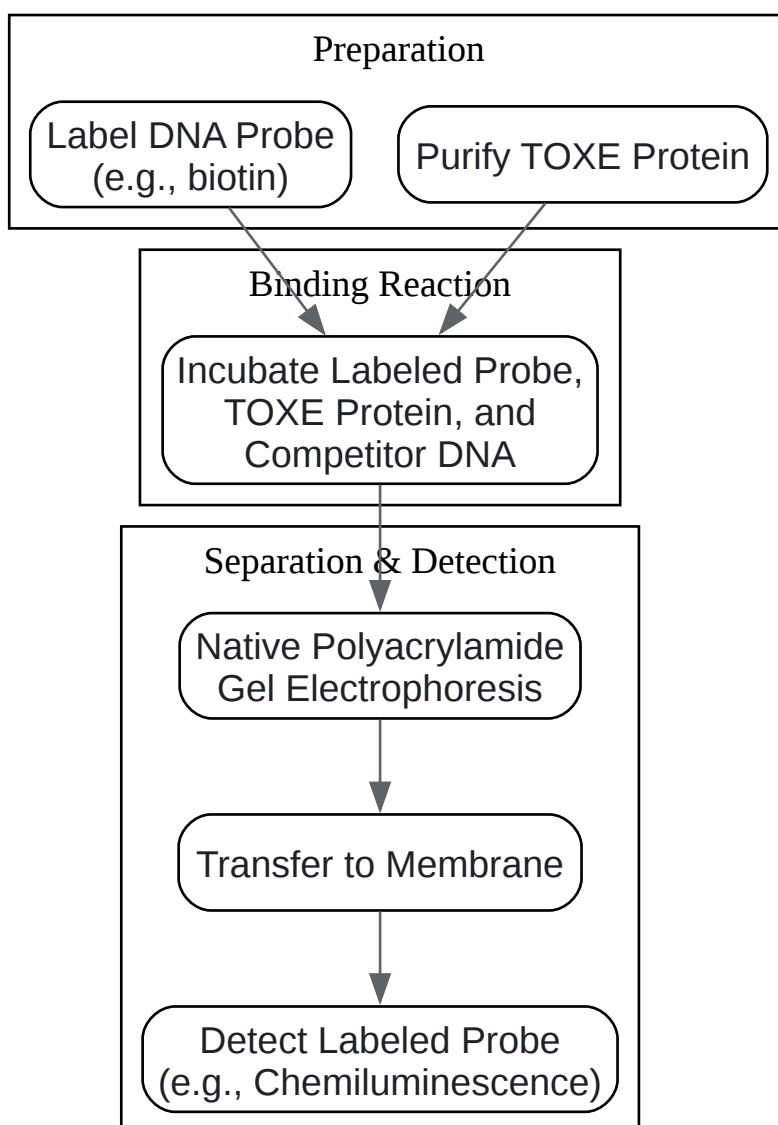 Preparation
Label DNA Probe
(e.g., biotin)
Purify TOXE Protein
Binding Reaction
Incubate Labeled Probe,
TOXE Protein, and
Competitor DNA
Separation & Detection
Native Polyacrylamide
Gel Electrophoresis
Transfer to Membrane
Detect Labeled Probe
(e.g., Chemiluminescence)